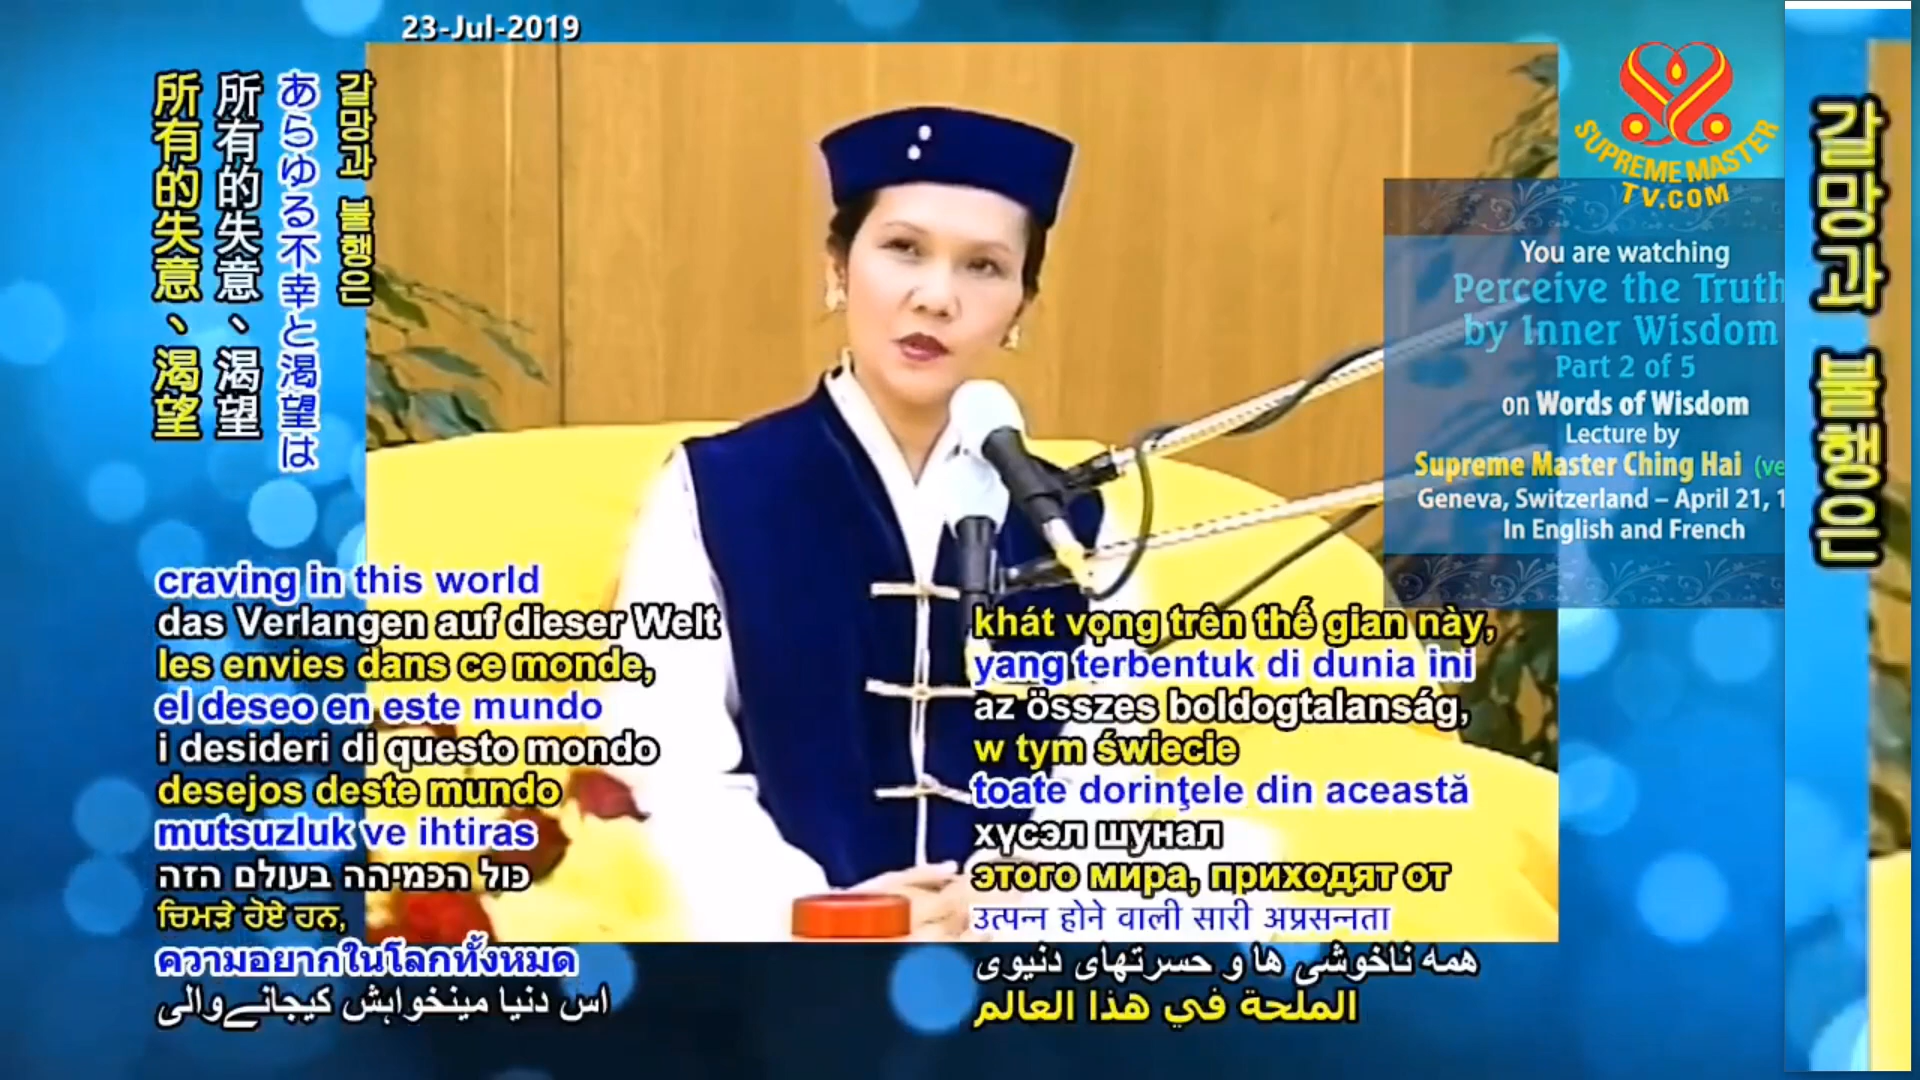 23-Jul-2019
갈망과 불행은
あらゆる不幸と渇望は
所有的失意、渴望
所有的失意、渴望
SUPREME MASTER
TV.COM
You are watching
Perceive the Truth
by Inner Wisdom
Part 2 of 5
on Words of Wisdom
Lecture by
Supreme Master Ching Hai (ve
Geneva, Switzerland – April 21, 1
In English and French
갈망과 불행이니
craving in this world
das Verlangen auf dieser Welt
les envies dans ce monde,
el deseo en este mundo
i desideri di questo mondo
desejos deste mundo
mutsuzluk ve ihtiras
כול הכמיהה בעולם הזה
ਚਿਮੜੇ ਹੋਏ ਹਨ,
ความอยากในโลกทั้งหมด
اس دنیا مینخواہش کیجانےوالی
khát vọng trên thế gian này,
yang terbentuk di dunia ini
az összes boldogtalanság,
w tym świecie
toate dorinţele din această
хүсэл шунал
этого мира, приходят от
उत्पन्न होने वाली सारी अप्रसन्नता
همه ناخوشی ها و حسرتهای دنیوی
الملحة في هذا العالم